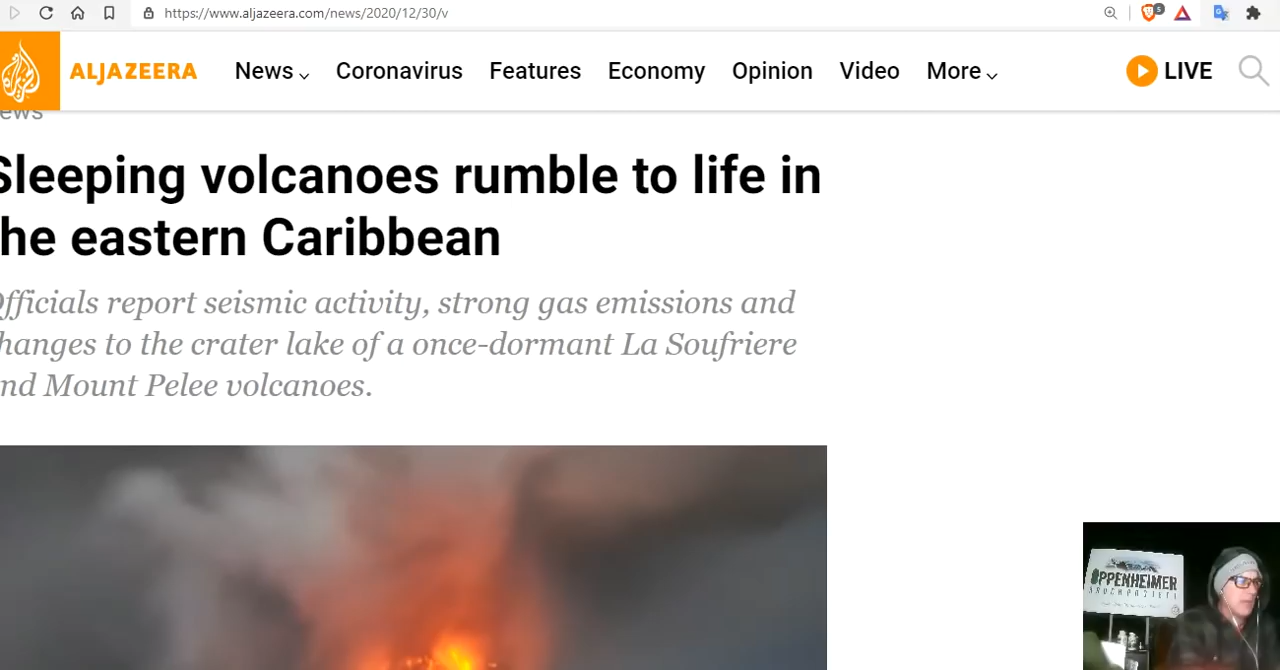 https://www.aljazeera.com/news/2020/12/30/v
5
ALJAZEERA
News
Coronavirus
Features
Economy
Opinion
Video
More
LIVE
ews
Sleeping volcanoes rumble to life in
he eastern Caribbean
Officials report seismic activity, strong gas emissions and
hanges to the crater lake of a once-dormant La Soufriere
nd Mount Pelee volcanoes.
OPPENHEIMER